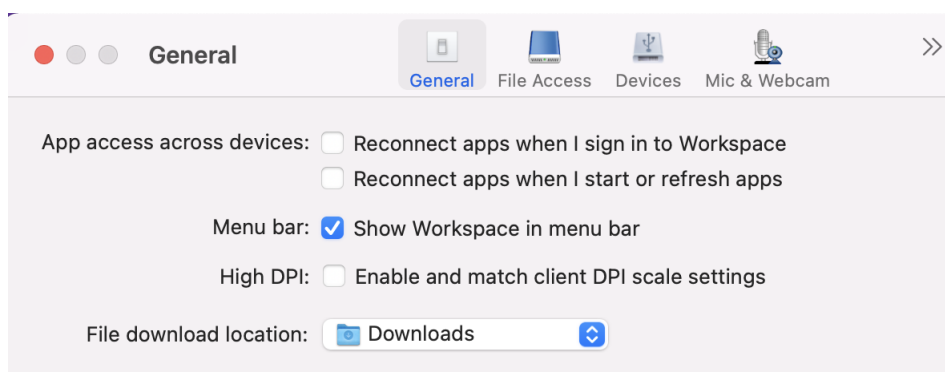 General
General File Access Devices Mic & Webcam
App access across devices: Reconnect apps when I sign in to Workspace
Reconnect apps when I start or refresh apps
Menu bar: Show Workspace in menu bar
High DPI: Enable and match client DPI scale settings
File download location: Downloads